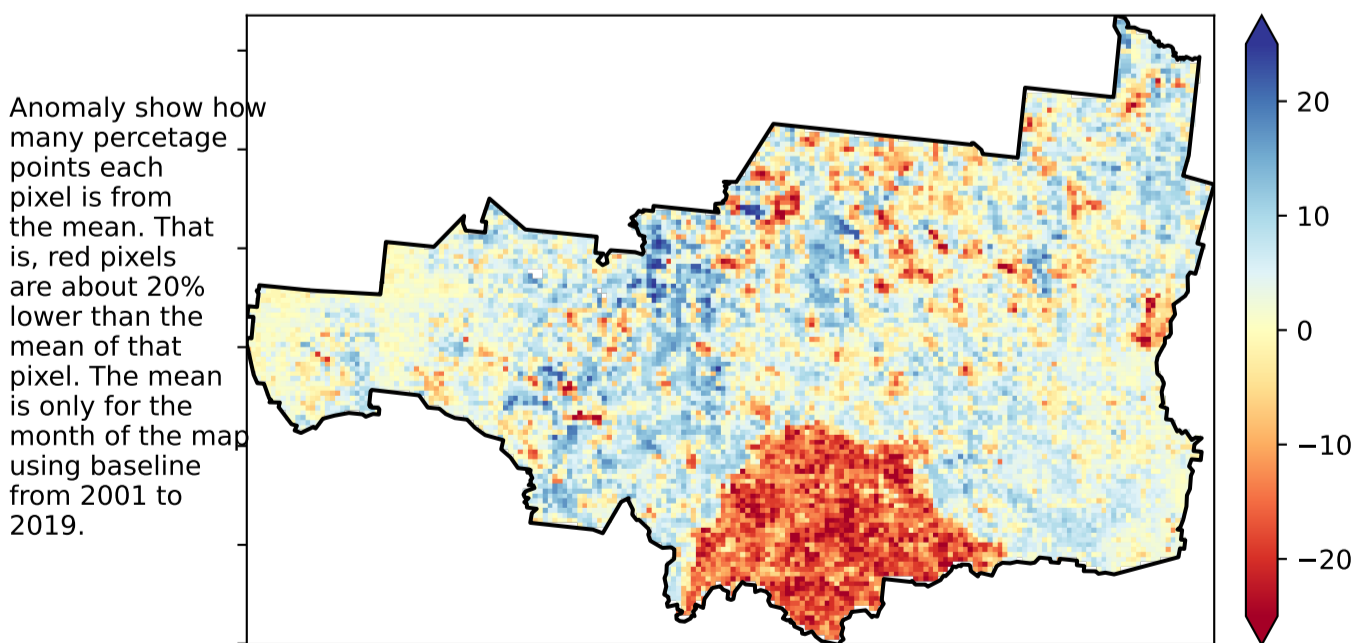 Anomaly show how
many percetage
points each
pixel is from
the mean. That
is, red pixels
are about 20%
lower than the
mean of that
pixel. The mean
is only for the
month of the map
using baseline
from 2001 to
2019.
20
10
0
−10
−20